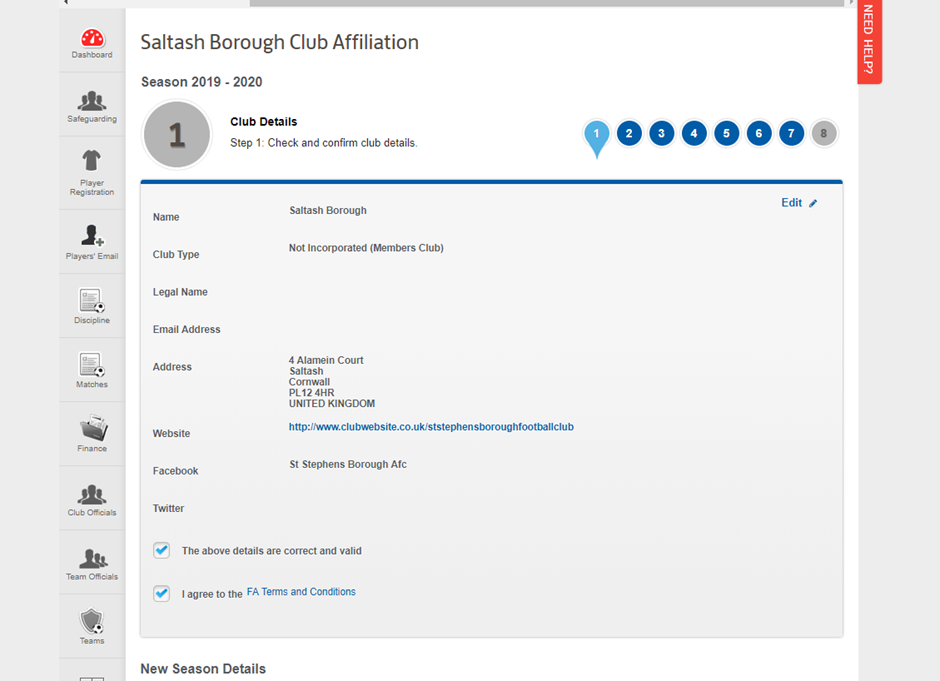 NEED HELP?
Dashboard
Safeguarding
Player
Registration
Players' Email
Discipline
Matches
Finance
Club Officials
Team Officials
Teams
Saltash Borough Club Affiliation
Season 2019 - 2020
1
Club Details
Step 1: Check and confirm club details.
1 2 3 4 5 6 7 8
Edit
Name Saltash Borough
Club Type Not Incorporated (Members Club)
Legal Name
Email Address
Address 4 Alamein Court
Saltash
Cornwall
PL12 4HR
UNITED KINGDOM
Website http://www.clubwebsite.co.uk/ststephensboroughfootballclub
Facebook St Stephens Borough Afc
Twitter
The above details are correct and valid
I agree to the FA Terms and Conditions
New Season Details